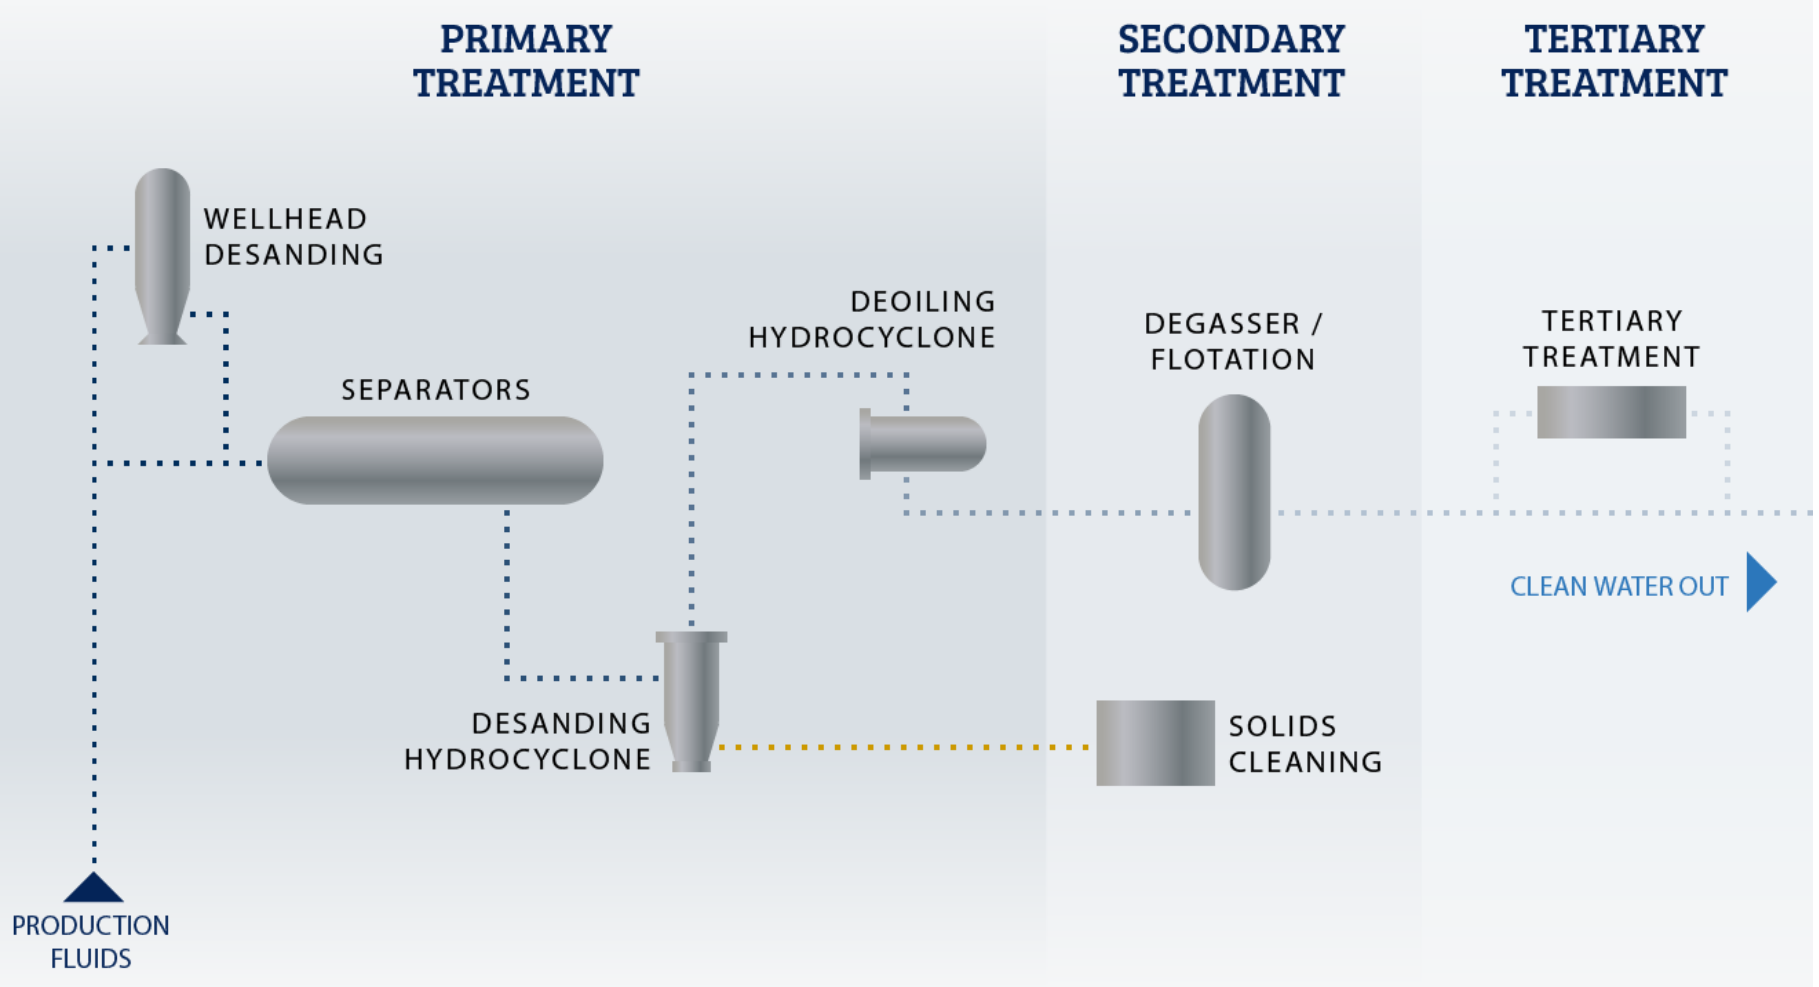 PRIMARY
TREATMENT
SECONDARY
TREATMENT
TERTIARY
TREATMENT
WELLHEAD
DESANDING
SEPARATORS
DEOILING
HYDROCYCLONE
DEGASSER /
FLOTATION
TERTIARY
TREATMENT
CLEAN WATER OUT
DESANDING
HYDROCYCLONE
SOLIDS
CLEANING
PRODUCTION
FLUIDS